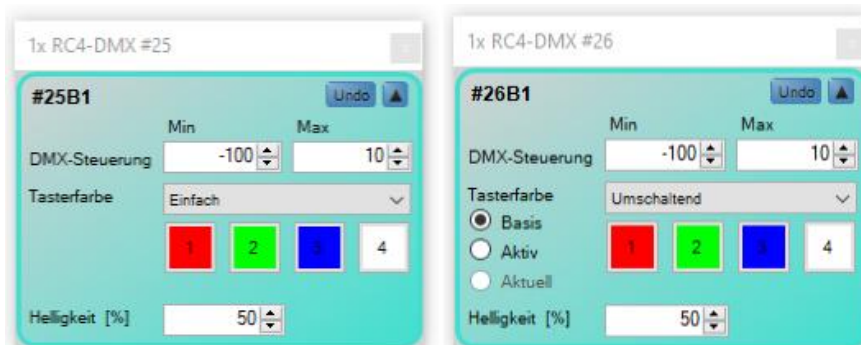 1x RC4-DMX #25
#25B1
Undo
Min Max
DMX-Steuerung -100 10
Tasterfarbe Einfach
1 2 3 4
Helligkeit [%] 50
1x RC4-DMX #26
#26B1
Undo
Min Max
DMX-Steuerung -100 10
Tasterfarbe Umschaltend
Basis
Aktiv
Aktuell
1 2 3 4
Helligkeit [%] 50